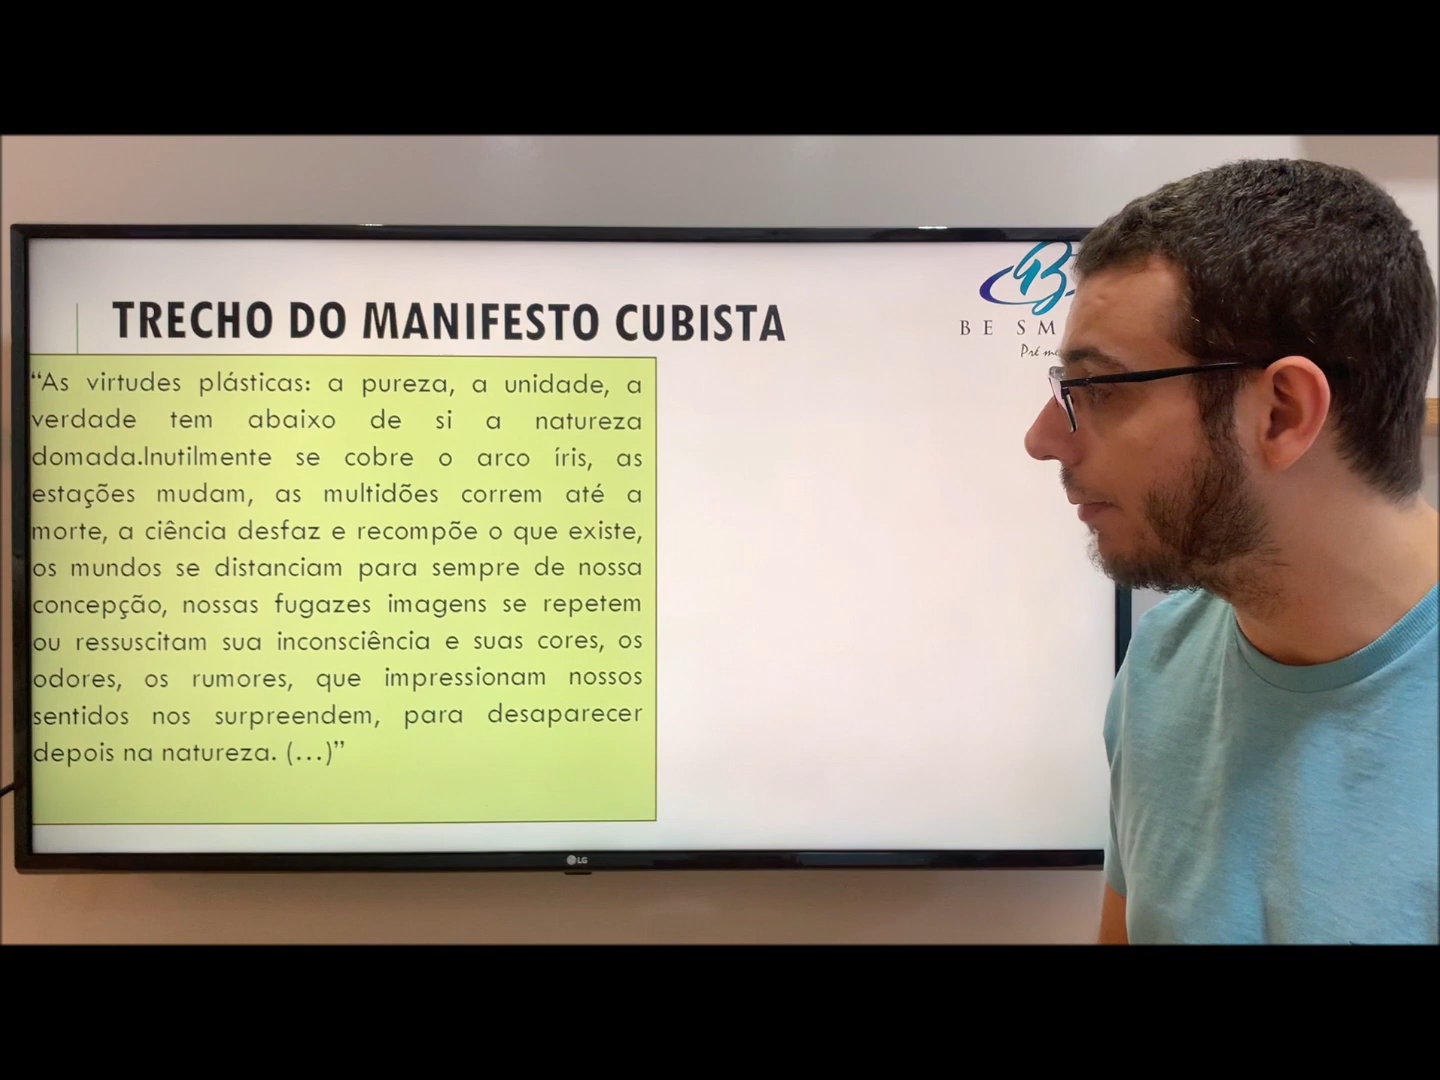 TRECHO DO MANIFESTO CUBISTA
BE SM
Pré me
“As virtudes plásticas: a pureza, a unidade, a
verdade tem abaixo de si a natureza
domada.Inutilmente se cobre o arco íris, as
estações mudam, as multidões correm até a
morte, a ciência desfaz e recompõe o que existe,
os mundos se distanciam para sempre de nossa
concepção, nossas fugazes imagens se repetem
ou ressuscitam sua inconsciência e suas cores, os
odores, os rumores, que impressionam nossos
sentidos nos surpreendem, para desaparecer
depois na natureza. (...)”
LG